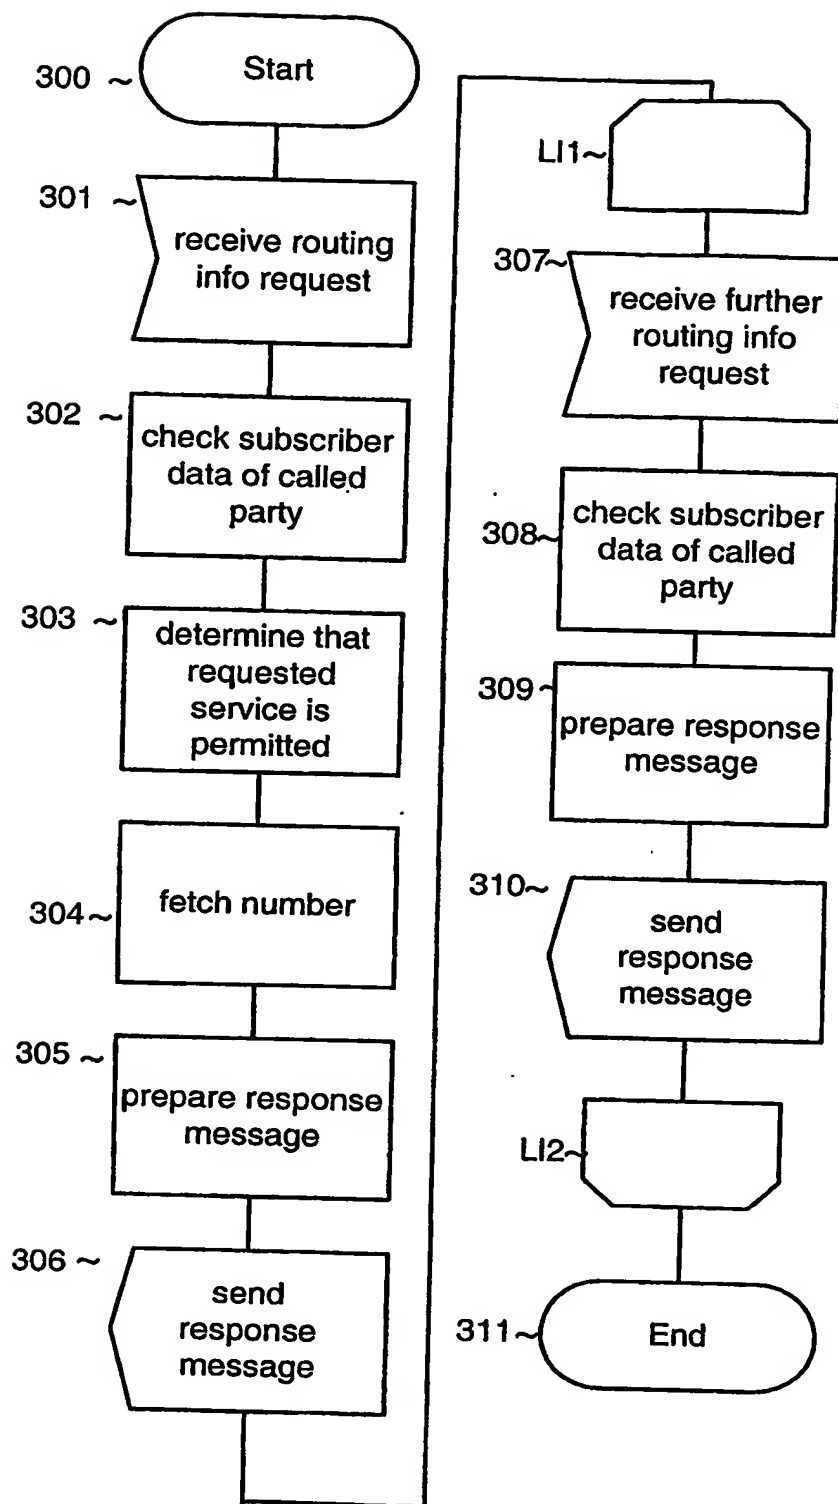 300 ~
Start
301 ~
receive routing
info request
302 ~
check subscriber
data of called
party
303 ~
determine that
requested
service is
permitted
304 ~
fetch number
305 ~
prepare response
message
306 ~
send
response
message
LI1~
307~
receive further
routing info
request
308~
check subscriber
data of called
party
309~
prepare response
message
310~
send
response
message
LI2~
311~
End